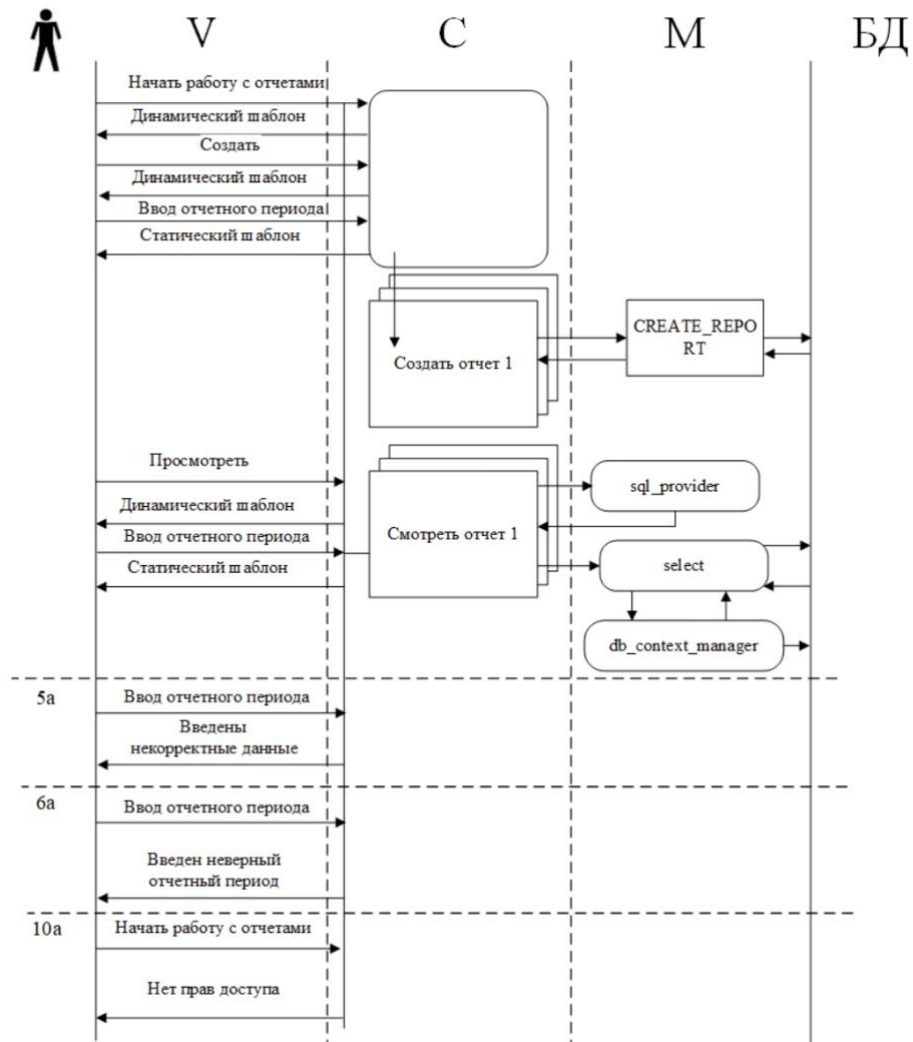 V
С
М
БД
Начать работу с отчетами
Динамический шаблон
Создать
Динамический шаблон
Ввод отчетного периода
Статический шаблон
Создать отчет 1
CREATE_REPO
RT
Просмотреть
Динамический шаблон
Ввод отчетного периода
Статический шаблон
Смотреть отчет 1
sql_provider
select
db_context_manager
5а
Ввод отчетного периода
Введены
некорректные данные
6а
Ввод отчетного периода
Введен неверный
отчетный период
10а
Начать работу с отчетами
Нет прав доступа